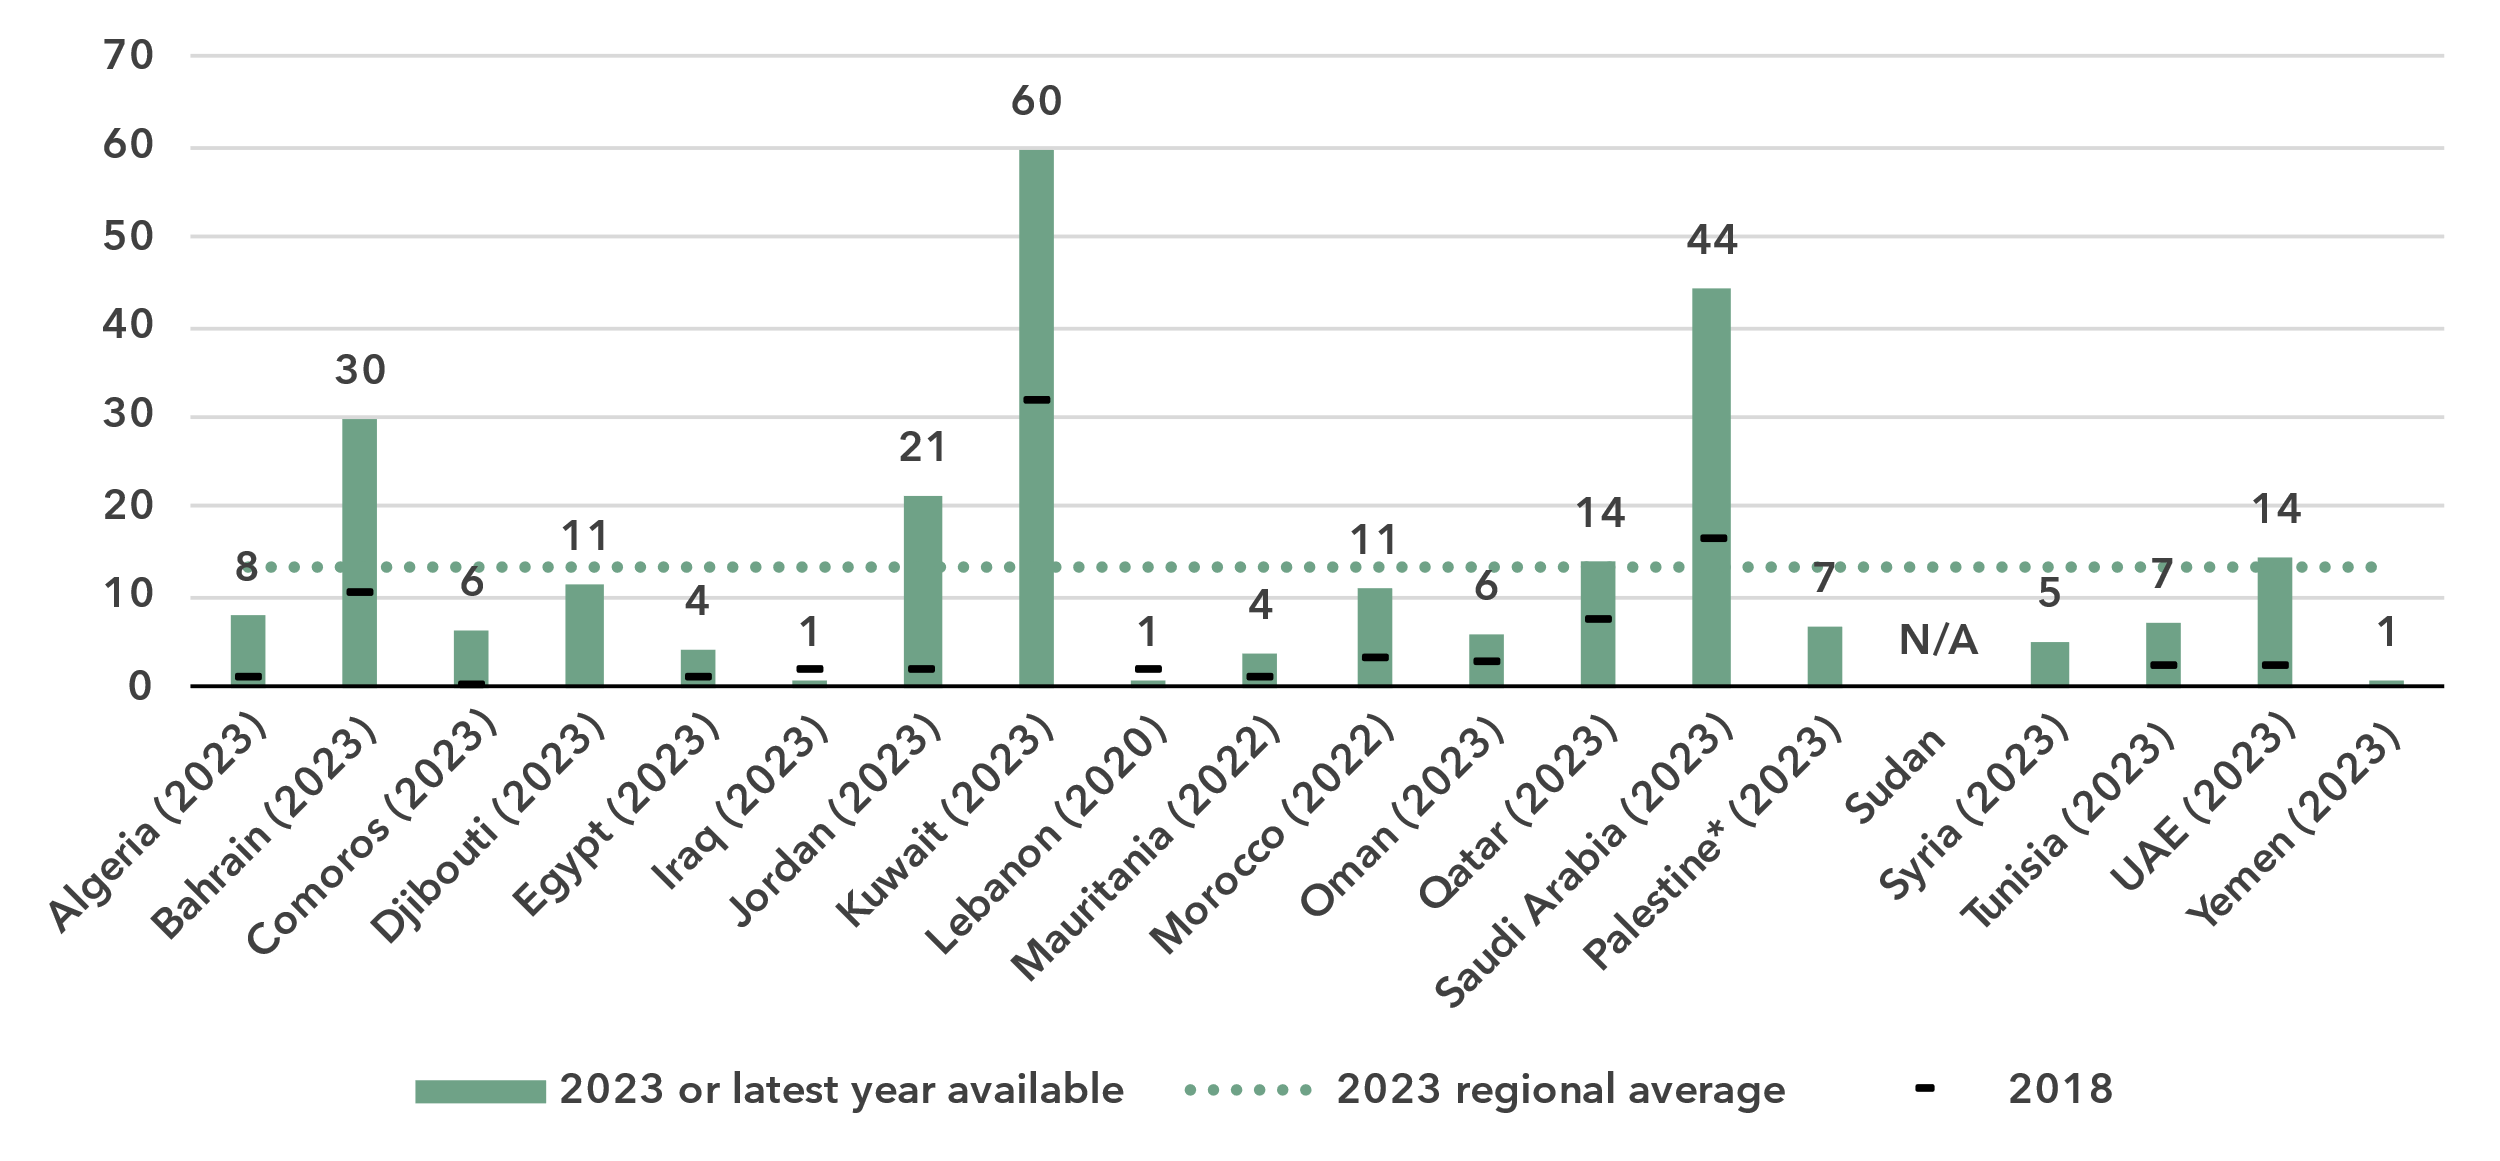 70
60
50
40
30
20
10
0
8
30
6
11
4
1
21
60
1
4
11
6
14
44
7
N/A
5
7
14
1
Algeria (2023)
Bahrain (2023)
Comoros (2023)
Djibouti (2023)
Egypt (2023)
Iraq (2023)
Jordan (2023)
Kuwait (2023)
Lebanon (2020)
Mauritania (2022)
Morocco (2022)
Oman (2023)
Qatar (2023)
Saudi Arabia (2023)
Palestine* (2023)
Sudan
Syria (2023)
Tunisia (2023)
UAE (2023)
Yemen (2023)
2023 or latest year available
2023 regional average
2018